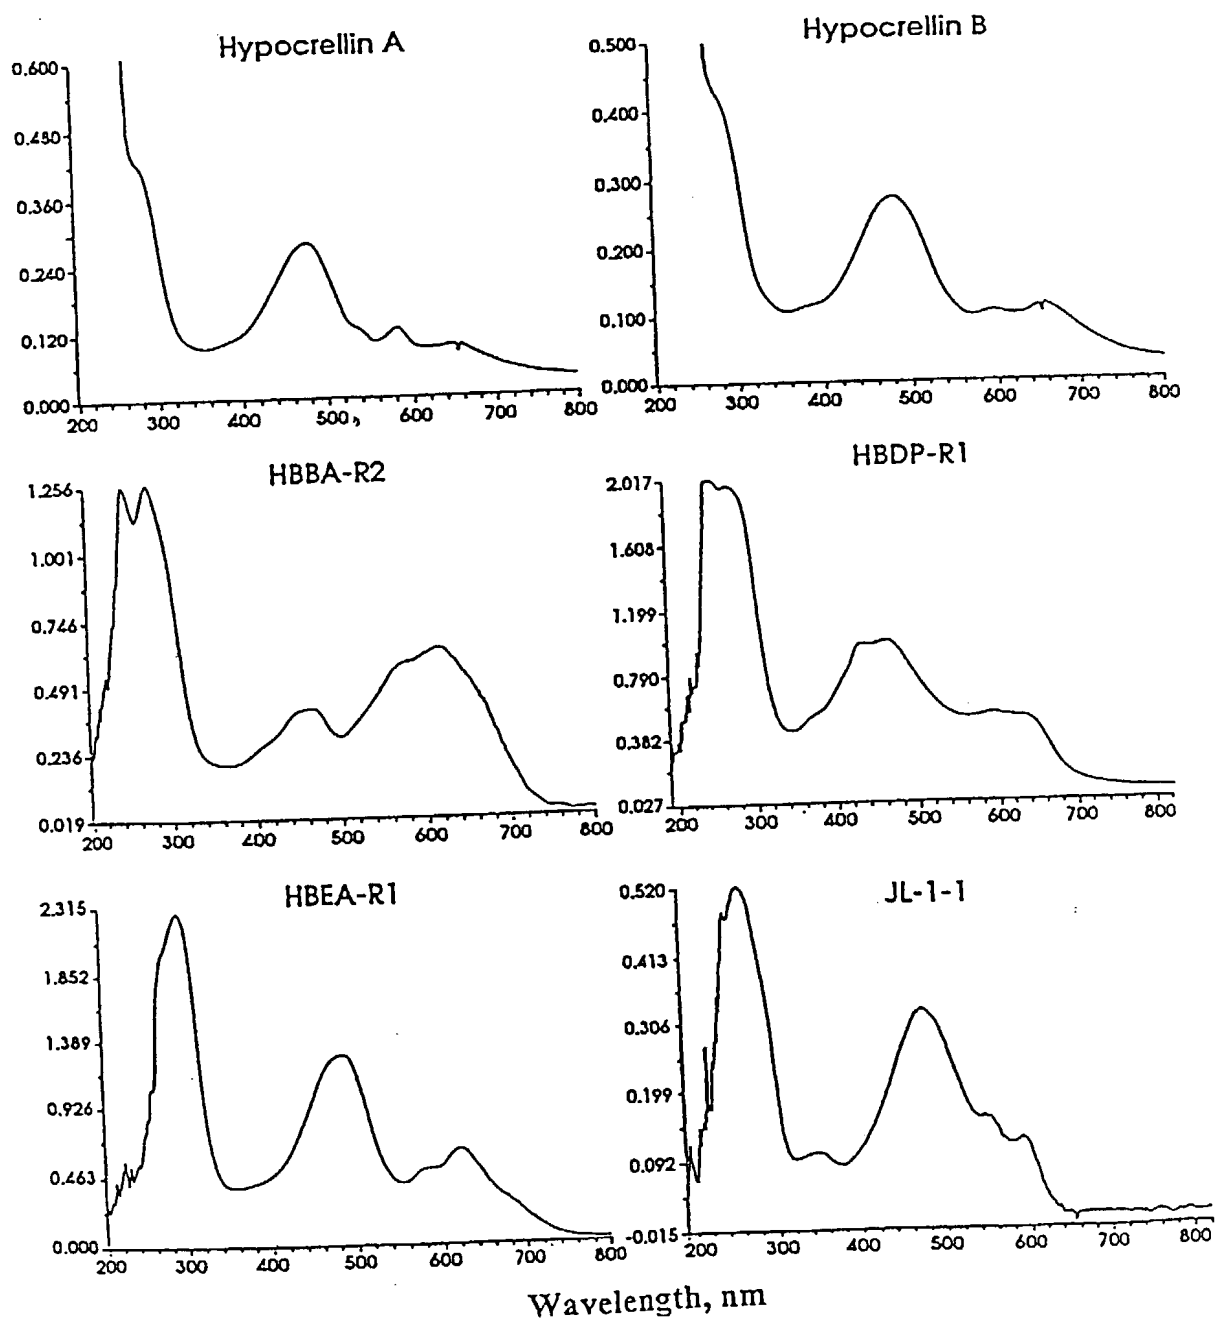 Hypocrellin A
0.600
0.480
0.360
0.240
0.120
0.000
200 300 400 500 600 700 800
Hypocrellin B
0.500
0.400
0.300
0.200
0.100
0.000
200 300 400 500 600 700 800
HBBA-R2
1.256
1.001
0.746
0.491
0.236
0.019
200 300 400 500 600 700 800
HBDP-R1
2.017
1.608
1.199
0.790
0.382
0.027
200 300 400 500 600 700 800
HBEA-R1
2.315
1.852
1.389
0.926
0.463
0.000
200 300 400 500 600 700 800
JL-1-1
0.520
0.413
0.306
0.199
0.092
-0.015
200 300 400 500 600 700 800
Wavelength, nm